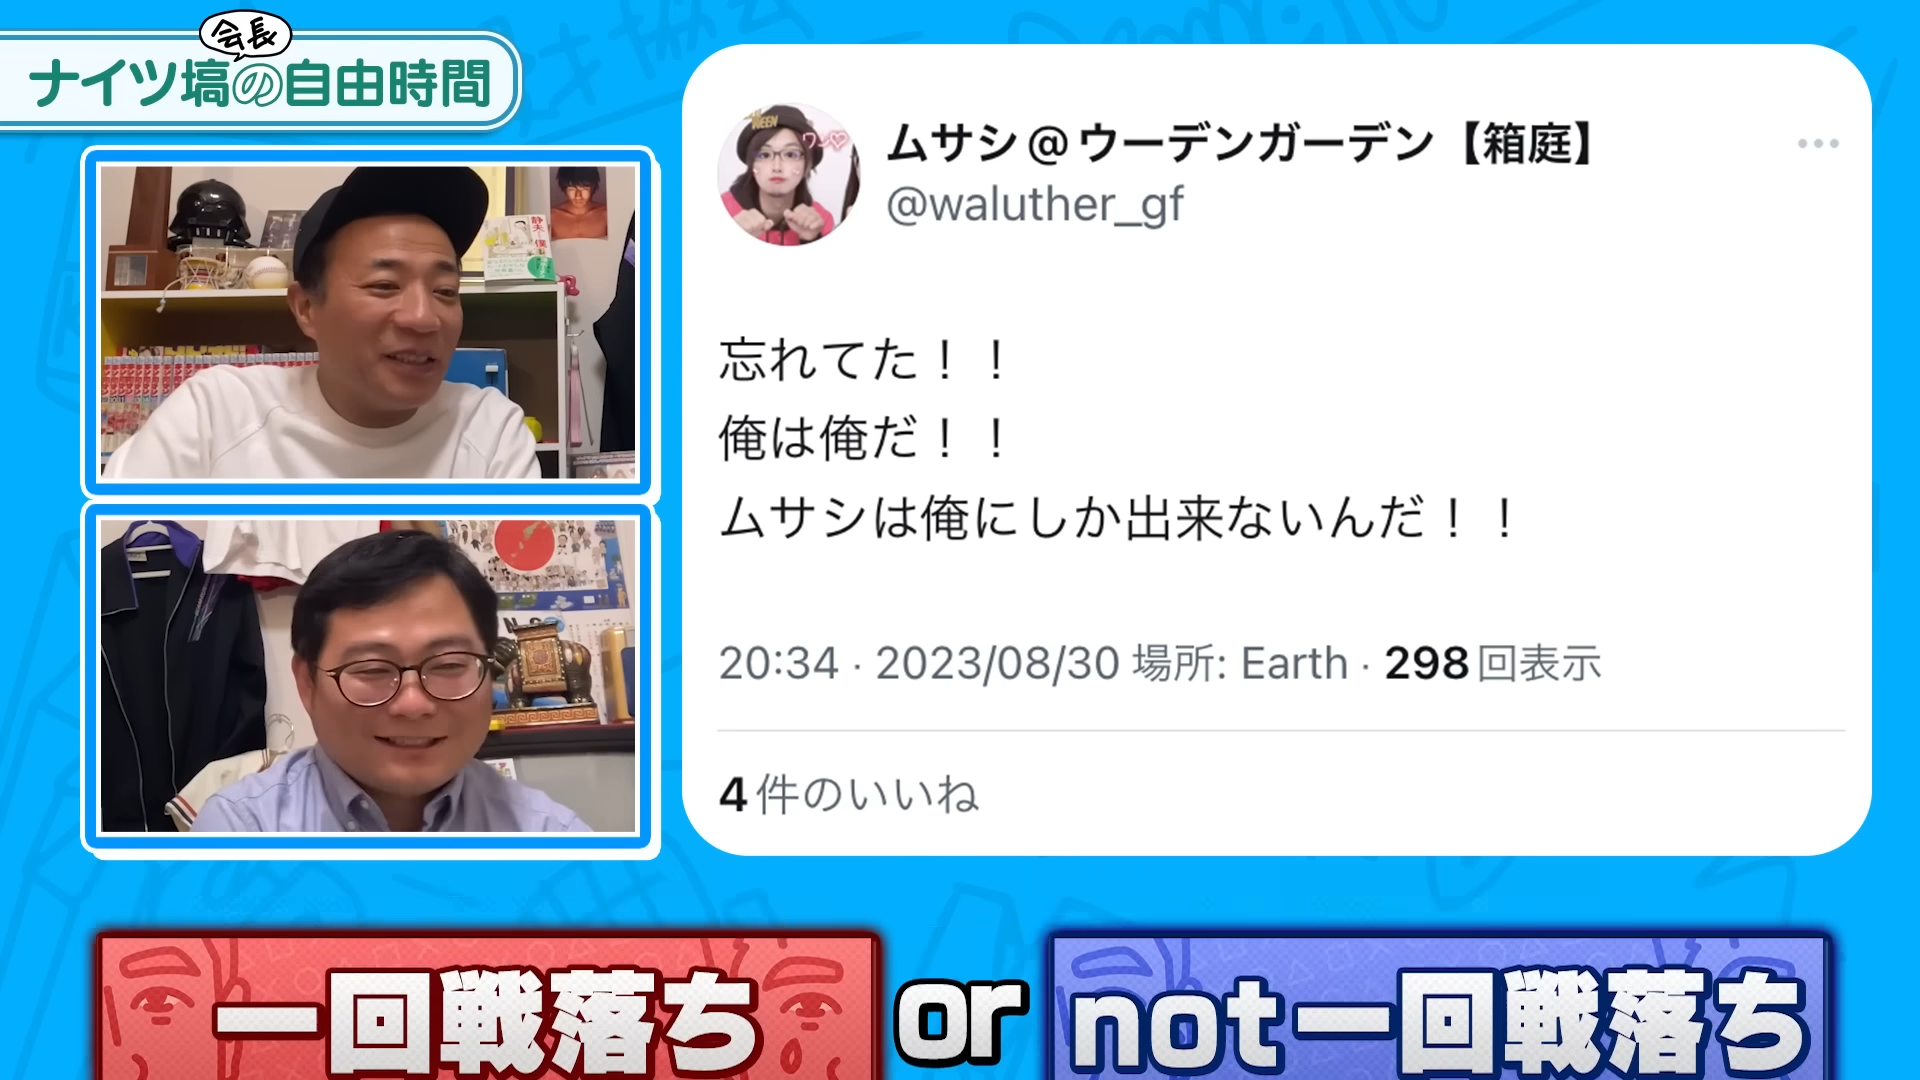 会長
ナイツ塙の自由時間
ムサシ@ウーデンガーデン【箱庭】
@waluther_gf
忘れてた！！
俺は俺だ！！
ムサシは俺にしか出来ないんだ！！
20:34 · 2023/08/30 場所: Earth · 298回表示
4件のいいね
一回戦落ち
or
not一回戦落ち